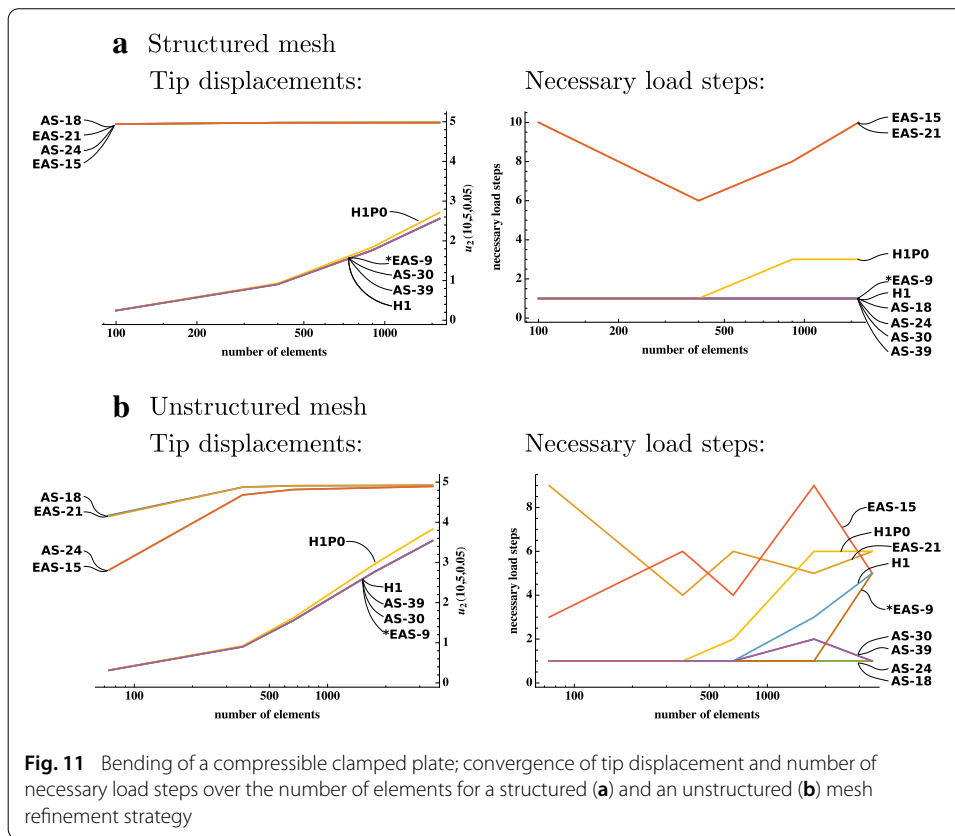 a Structured mesh
Tip displacements:
Necessary load steps:
AS-18
EAS-21
AS-24
EAS-15
H1P0
*EAS-9
AS-30
AS-39
H1
5
4
3
2
1
0
u2(10,5,0.05)
100 200 500 1000
number of elements
necessary load steps
10
8
6
4
2
0
EAS-15
EAS-21
H1P0
*EAS-9
H1
AS-18
AS-24
AS-30
AS-39
100 200 500 1000
number of elements
b Unstructured mesh
Tip displacements:
Necessary load steps:
AS-18
EAS-21
AS-24
EAS-15
H1P0
H1
AS-39
AS-30
*EAS-9
5
4
3
2
1
0
u2(10,5,0.05)
100 500 1000
number of elements
necessary load steps
8
6
4
2
0
EAS-15
H1P0
EAS-21
H1
*EAS-9
AS-30
AS-39
AS-24
AS-18
100 500 1000
number of elements
Fig. 11 Bending of a compressible clamped plate; convergence of tip displacement and number of
necessary load steps over the number of elements for a structured (a) and an unstructured (b) mesh
refinement strategy